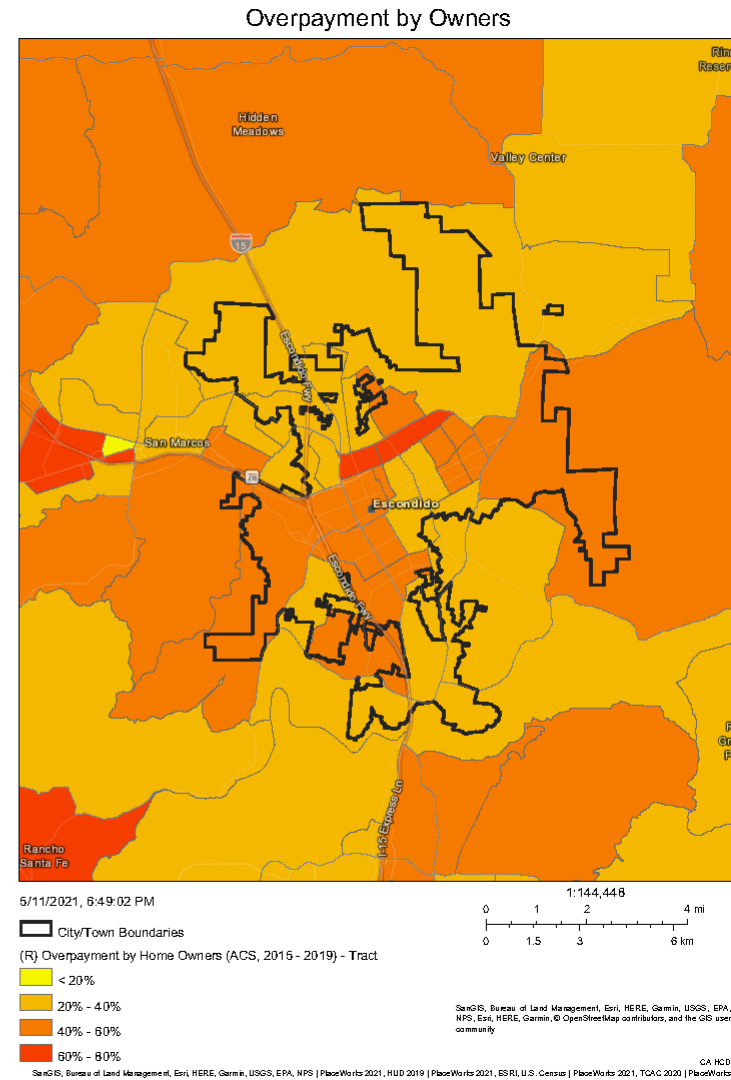 Overpayment by Owners
Hidden
Meadows
Valley Center
15
Escondido Fwy
San Marcos
78
Escondido
Escondido Fwy
I-15 Express Ln
Rancho
Santa Fe
5/11/2021, 6:49:02 PM
City/Town Boundaries
(R) Overpayment by Home Owners (ACS, 2015 - 2019) - Tract
< 20%
20% - 40%
40% - 60%
60% - 80%
1:144,448
0 1 2 4 mi
0 1.5 3 6 km
SanGIS, Bureau of Land Management, Esri, HERE, Garmin, USGS, EPA,
NPS, Esri, HERE, Garmin, © OpenStreetMap contributors, and the GIS user
community
CA HCD
SanGIS, Bureau of Land Management, Esri, HERE, Garmin, USGS, EPA, NPS | PlaceWorks 2021, HUD 2019 | PlaceWorks 2021, ESRI, U.S. Census | PlaceWorks 2021, TCAC 2020 | PlaceWorks